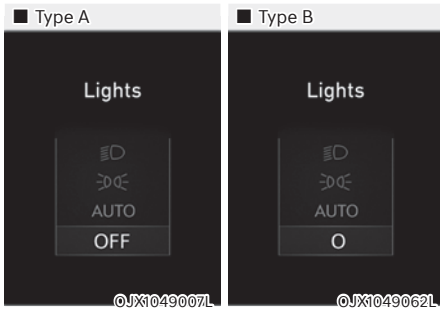 ■ Type A
Lights
AUTO
OFF
OJX1049007L
■ Type B
Lights
AUTO
O
OJX1049062L